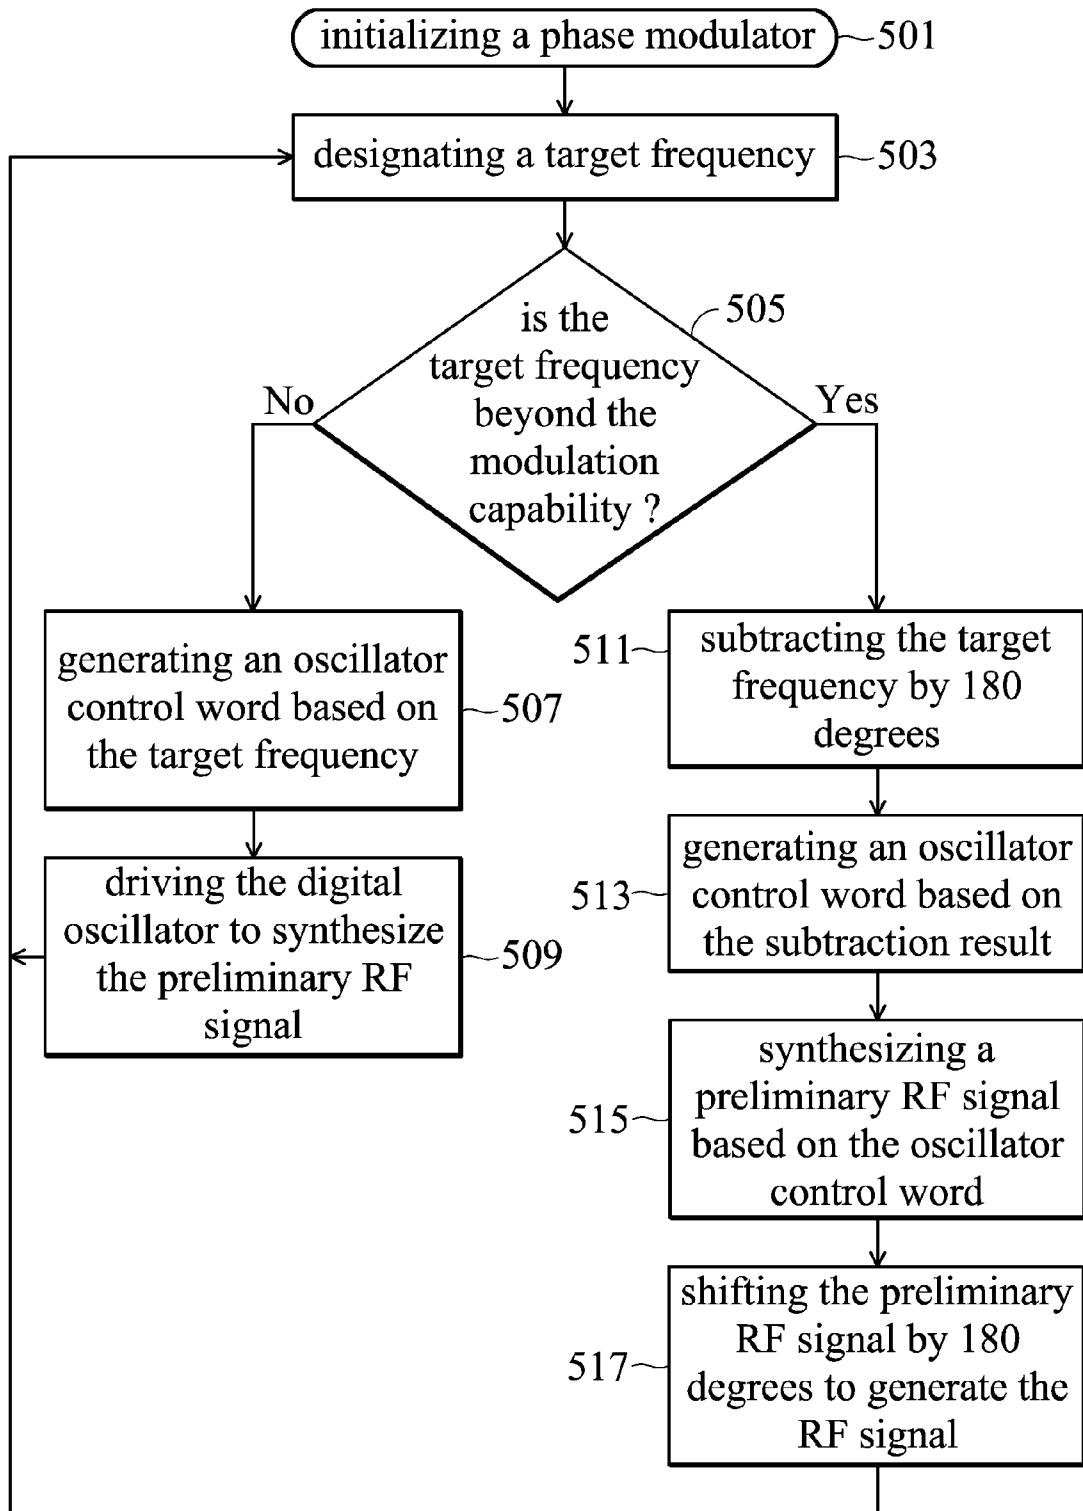 initializing a phase modulator
501
designating a target frequency
503
is the
target frequency
beyond the
modulation
capability ?
505
No
Yes
generating an oscillator
control word based on
the target frequency
507
driving the digital
oscillator to synthesize
the preliminary RF
signal
509
511
subtracting the target
frequency by 180
degrees
513
generating an oscillator
control word based on
the subtraction result
515
synthesizing a
preliminary RF signal
based on the oscillator
control word
517
shifting the preliminary
RF signal by 180
degrees to generate the
RF signal